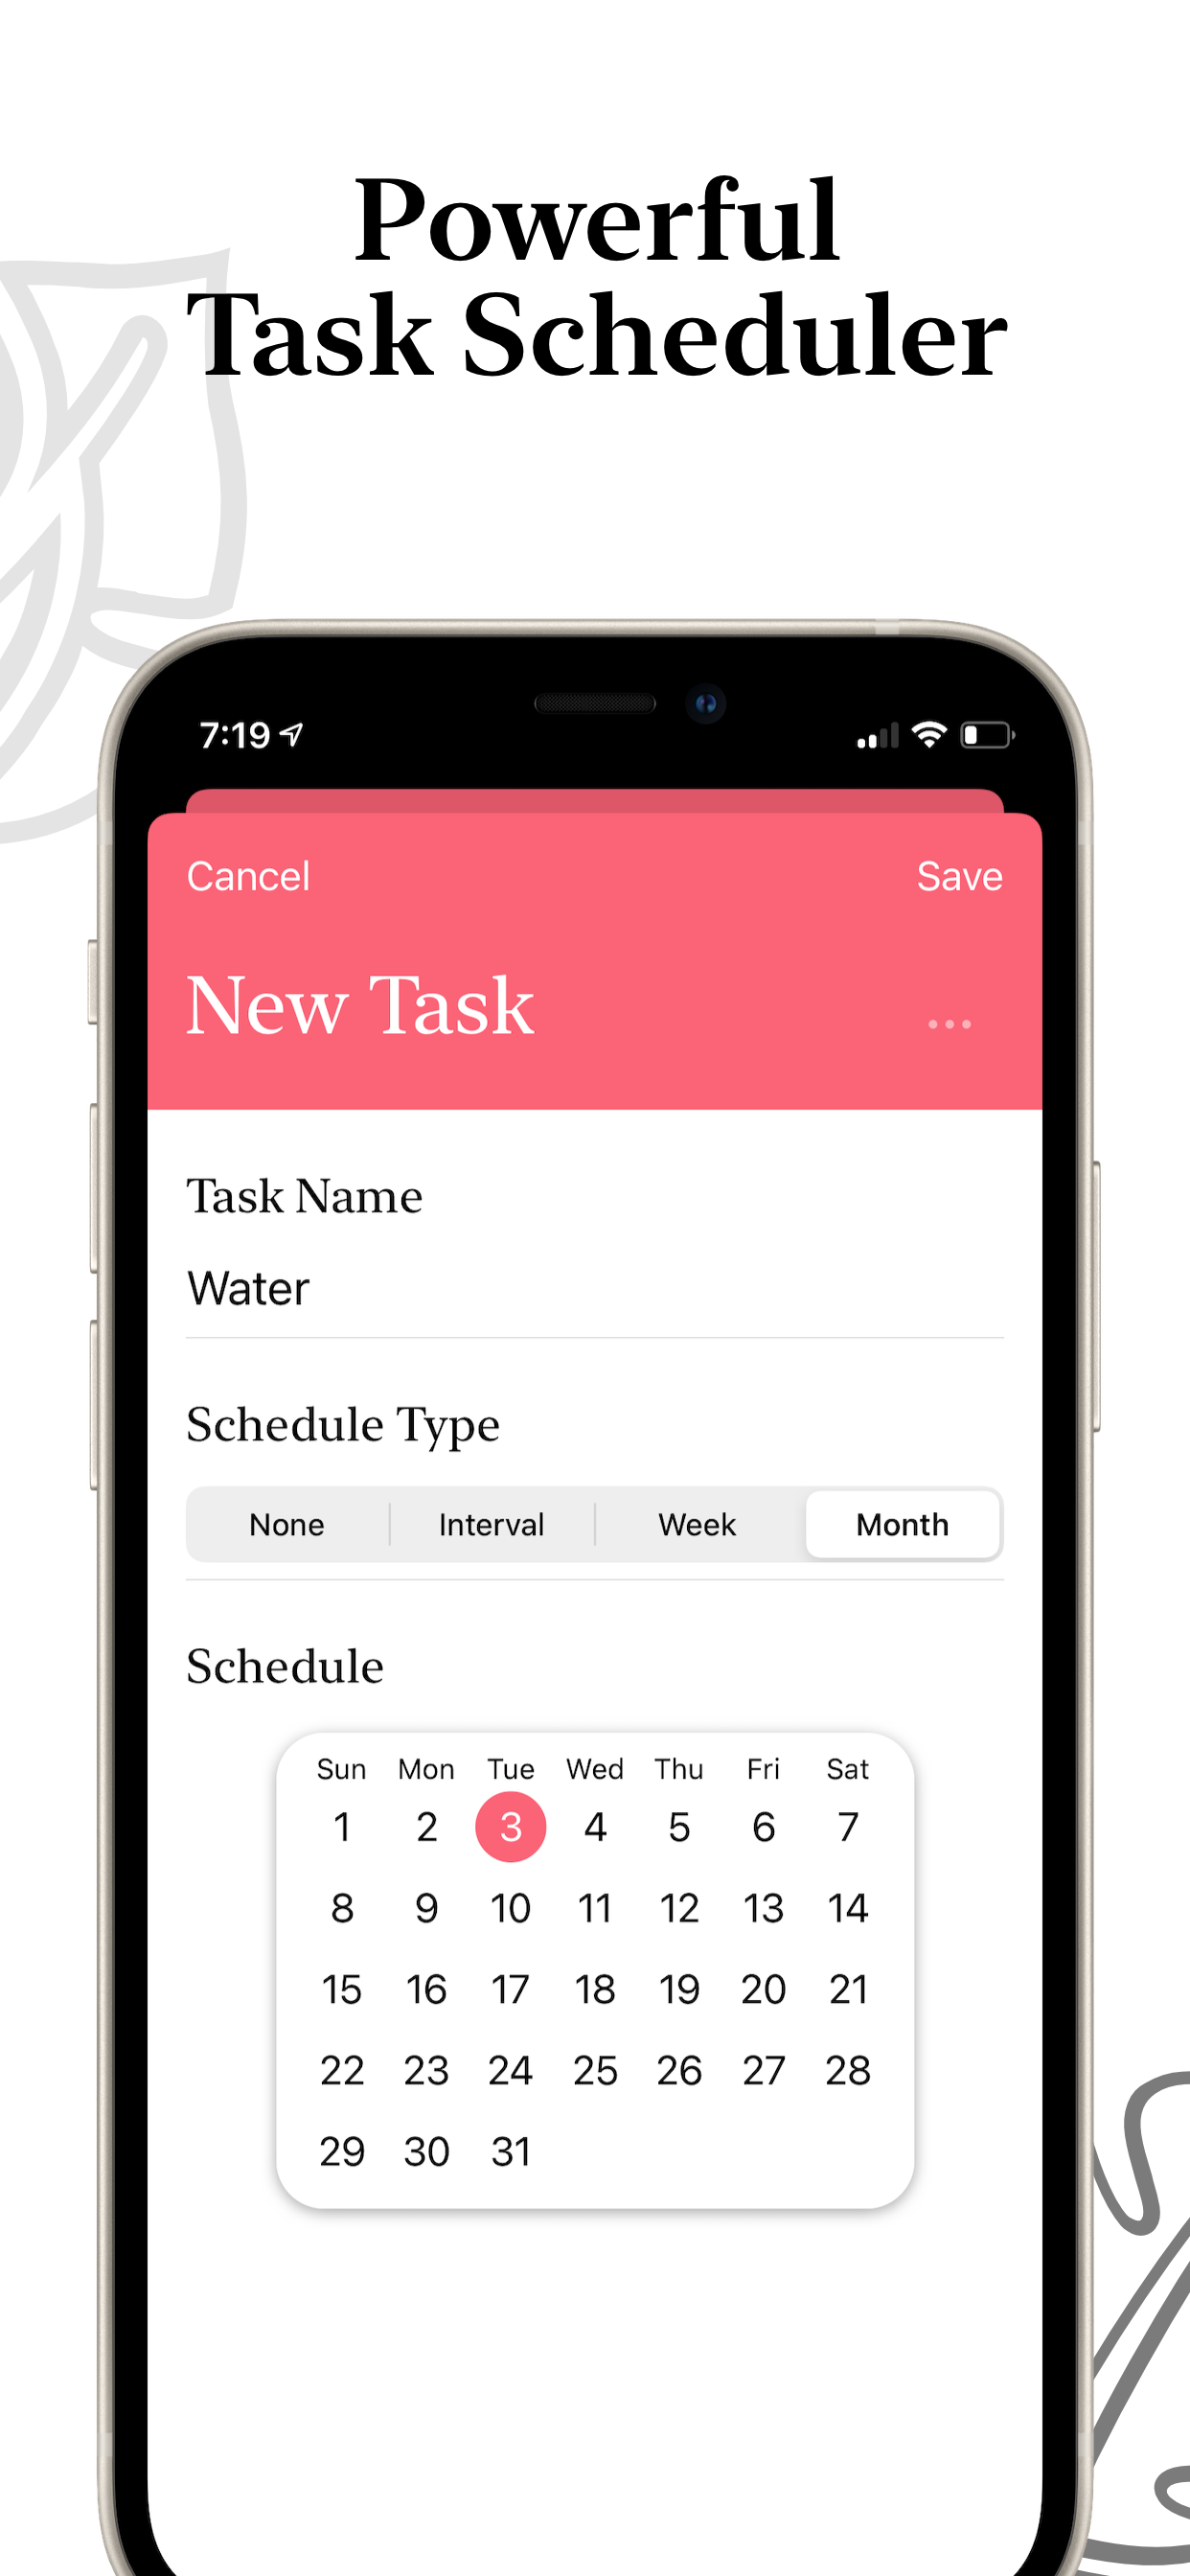 Powerful
Task Scheduler
7:19
Cancel Save
New Task
Task Name
Water
Schedule Type
None Interval Week Month
Schedule
Sun Mon Tue Wed Thu Fri Sat
1 2 3 4 5 6 7
8 9 10 11 12 13 14
15 16 17 18 19 20 21
22 23 24 25 26 27 28
29 30 31